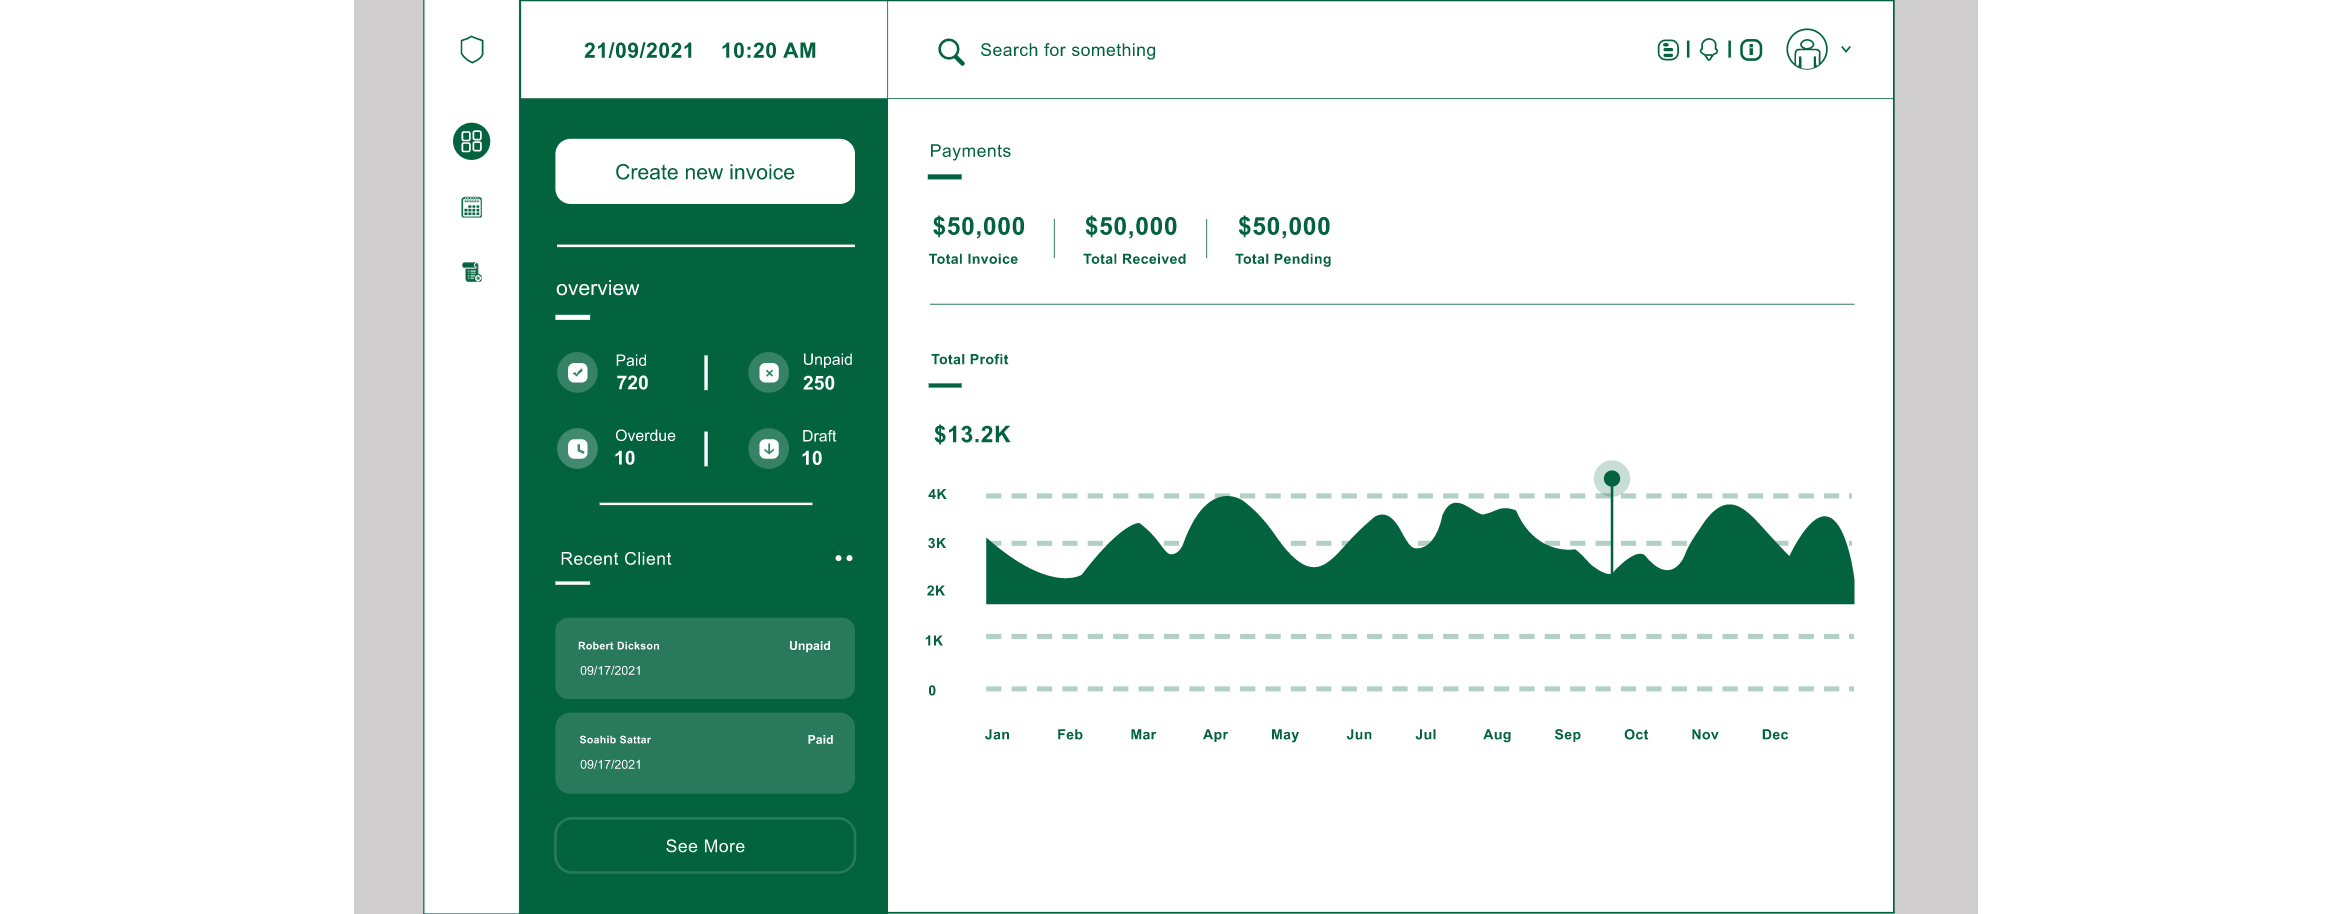 21/09/2021 10:20 AM
Search for something
Create new invoice
overview
Paid
720
Unpaid
250
Overdue
10
Draft
10
Recent Client
Robert Dickson Unpaid
09/17/2021
Soahib Sattar Paid
09/17/2021
See More
Payments
$50,000 $50,000 $50,000
Total Invoice Total Received Total Pending
Total Profit
$13.2K
4K
3K
2K
1K
0
Jan Feb Mar Apr May Jun Jul Aug Sep Oct Nov Dec